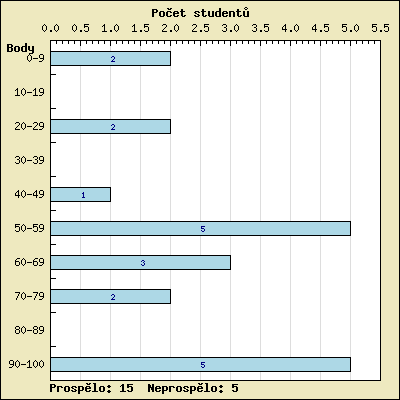 Počet studentů
0.0 0.5 1.0 1.5 2.0 2.5 3.0 3.5 4.0 4.5 5.0 5.5
Body
0-9 2
10-19
20-29 2
30-39
40-49 1
50-59 5
60-69 3
70-79 2
80-89
90-100 5
Prospělo: 15 Neprospělo: 5